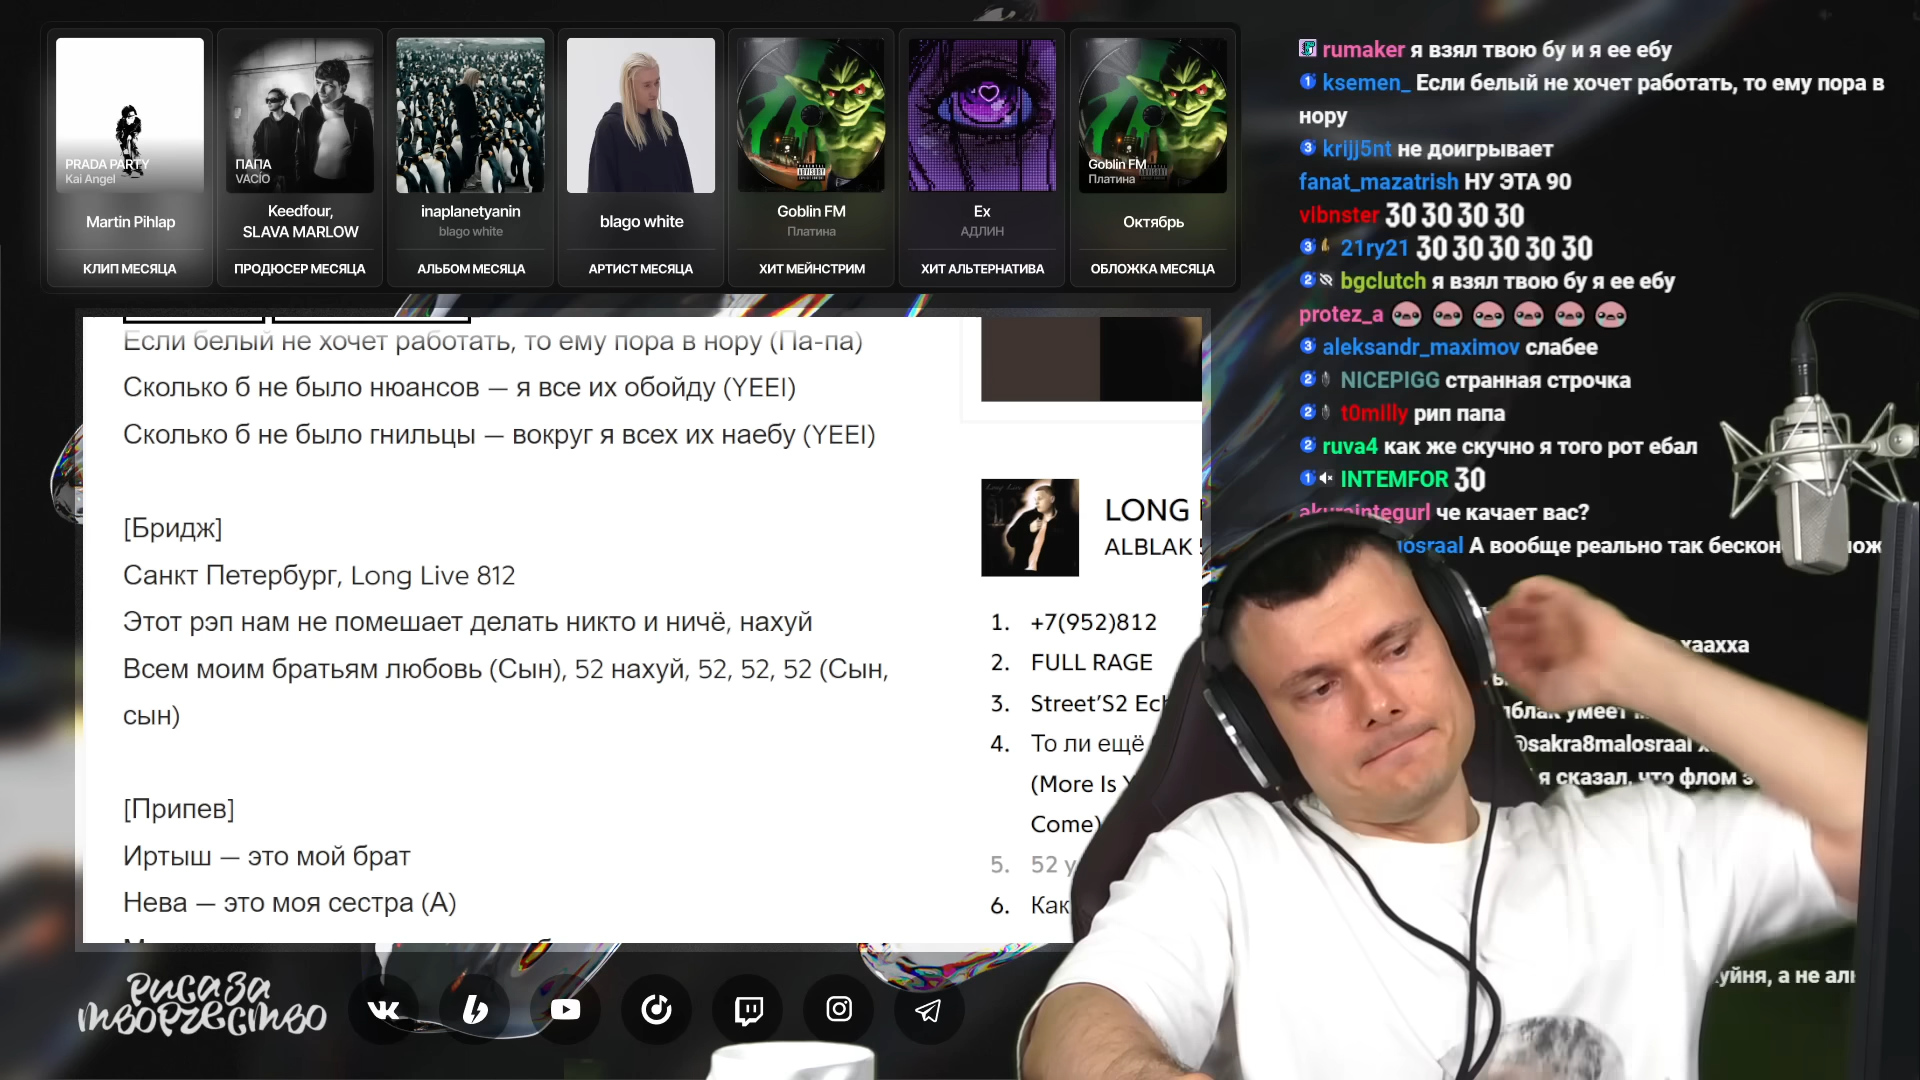 PRADA PARTY
Kai Angel
Martin Pihlap
КЛИП МЕСЯЦА
ПАПА
VACÍO
Keedfour,
SLAVA MARLOW
ПРОДЮСЕР МЕСЯЦА
inaplanetyanin
blago white
АЛЬБОМ МЕСЯЦА
blago white
АРТИСТ МЕСЯЦА
Goblin FM
Платина
ХИТ МЕЙНСТРИМ
Ex
АДЛИН
ХИТ АЛЬТЕРНАТИВА
Goblin FM
Платина
Октябрь
ОБЛОЖКА МЕСЯЦА
Если белый не хочет работать, то ему пора в нору (Па-па)
Сколько б не было нюансов — я все их обойду (YEEI)
Сколько б не было гнильцы — вокруг я всех их наебу (YEEI)
[Бридж]
Санкт Петербург, Long Live 812
Этот рэп нам не помешает делать никто и ничё, нахуй
Всем моим братьям любовь (Сын), 52 нахуй, 52, 52, 52 (Сын,
сын)
[Припев]
Иртыш — это мой брат
Нева — это моя сестра (А)
LONG
ALBLAK
1. +7(952)812
2. FULL RAGE
3. Street'S2
4. То ли ещё
(More Is
Come)
5. 52
6. Как
rumaker я взял твою бу и я ее ебу
ksemen_ Если белый не хочет работать, то ему пора в
нору
krijj5nt не доигрывает
fanat_mazatrish НУ ЭТА 90
vibnster 30 30 30 30
21ry21 30 30 30 30 30
bgclutch я взял твою бу я ее ебу
protez_a
aleksandr_maximov слабее
NICEPIGG странная строчка
t0milly рип папа
ruva4 как же скучно я того рот ебал
INTEMFOR 30
че качает вас?
А вообще реально так
умеет
@sakra8malosraal
я сказал, что флом
а не
риса за
творчество